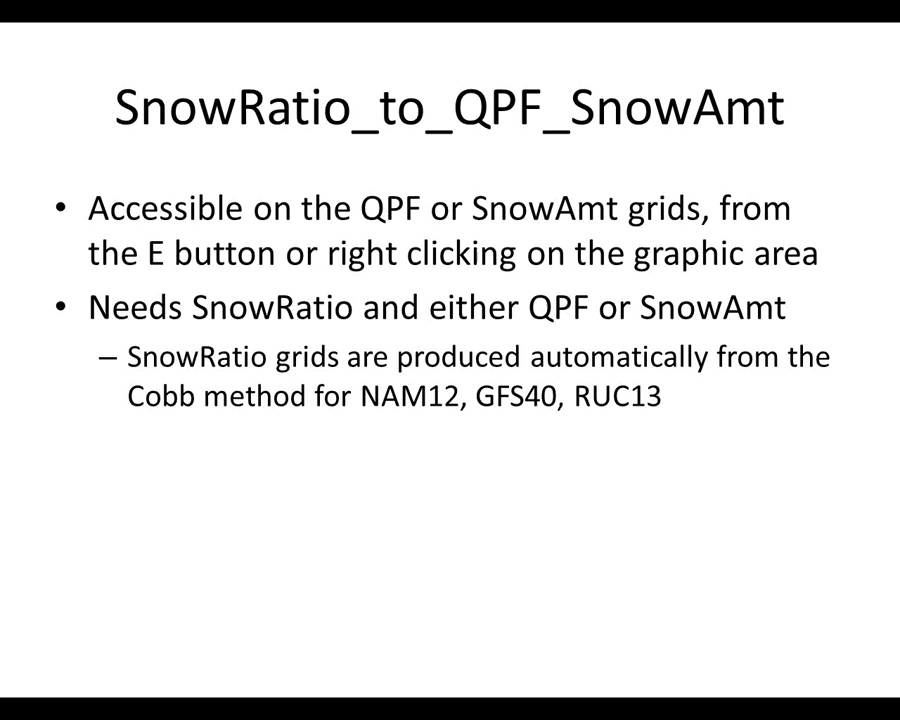 SnowRatio_to_QPF_SnowAmt
• Accessible on the QPF or SnowAmt grids, from
the E button or right clicking on the graphic area
• Needs SnowRatio and either QPF or SnowAmt
– SnowRatio grids are produced automatically from the
Cobb method for NAM12, GFS40, RUC13